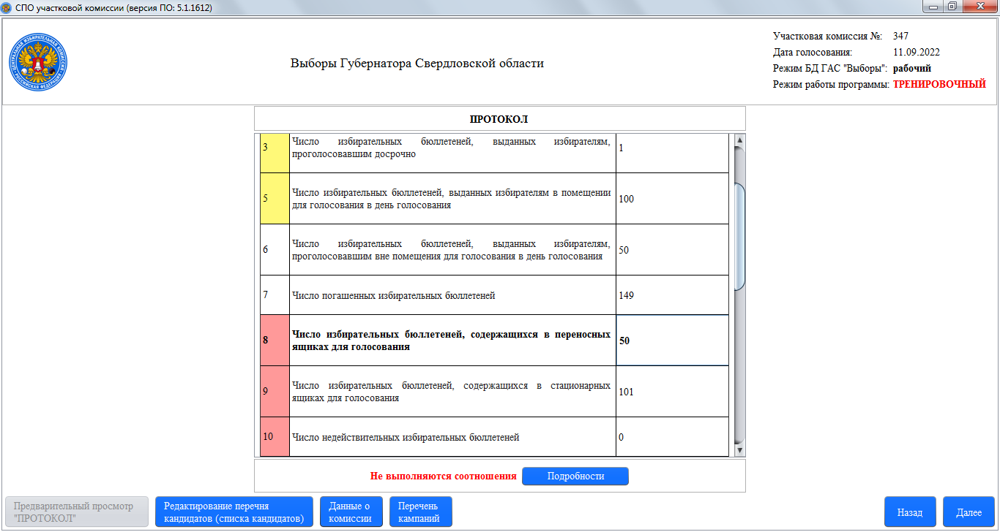 СПО участковой комиссии (версия ПО: 5.1.1612)
ЦЕНТРАЛЬНАЯ ИЗБИРАТЕЛЬНАЯ КОМИССИЯ
РОССИЙСКАЯ ФЕДЕРАЦИЯ
Выборы Губернатора Свердловской области
Участковая комиссия №: 347
Дата голосования: 11.09.2022
Режим БД ГАС "Выборы": рабочий
Режим работы программы: ТРЕНИРОВОЧНЫЙ
ПРОТОКОЛ
3 Число избирательных бюллетеней, выданных избирателям, 1
проголосовавшим досрочно
5 Число избирательных бюллетеней, выданных избирателям в помещении 100
для голосования в день голосования
6 Число избирательных бюллетеней, выданных избирателям, 50
проголосовавшим вне помещения для голосования в день голосования
7 Число погашенных избирательных бюллетеней 149
8 Число избирательных бюллетеней, содержащихся в переносных 50
ящиках для голосования
9 Число избирательных бюллетеней, содержащихся в стационарных 101
ящиках для голосования
10 Число недействительных избирательных бюллетеней 0
Не выполняются соотношения Подробности
Предварительный просмотр
"ПРОТОКОЛ"
Редактирование перечня
кандидатов (списка кандидатов)
Данные о
комиссии
Перечень
кампаний
Назад
Далее